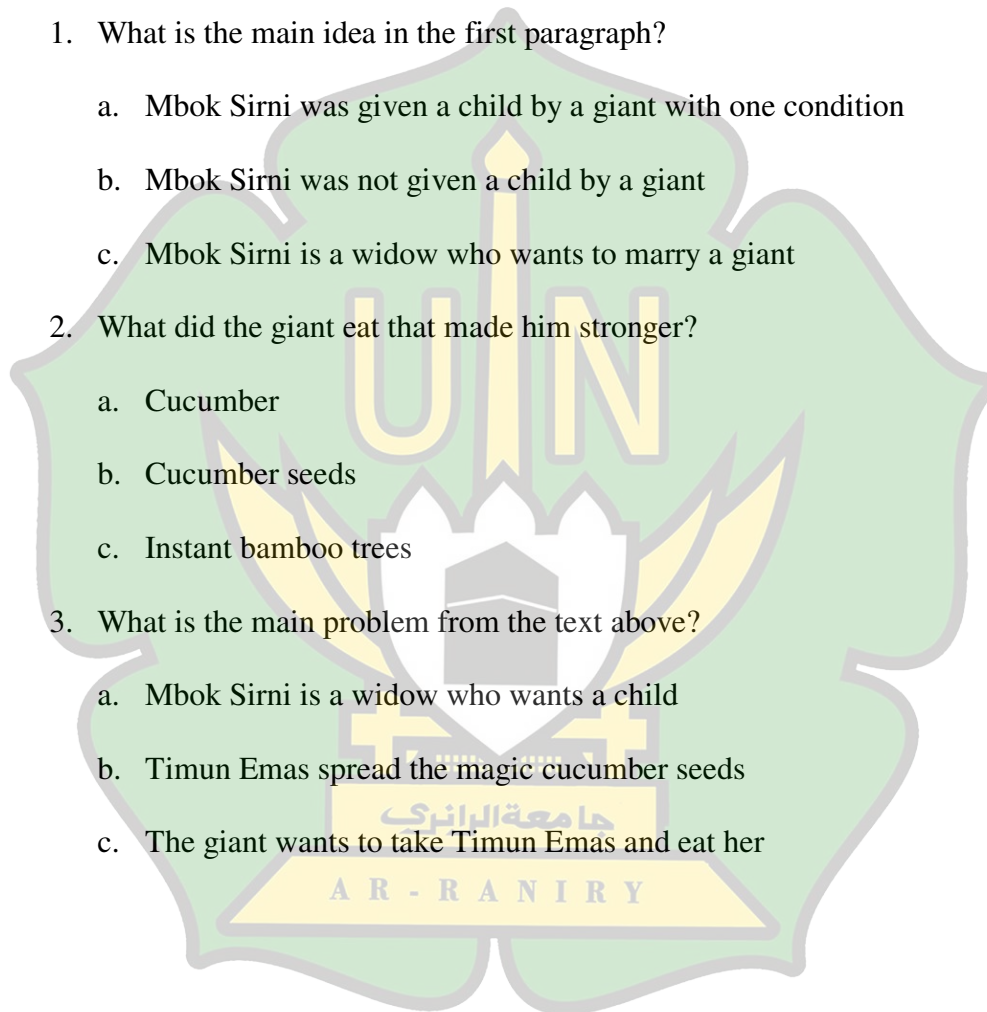 1. What is the main idea in the first paragraph?
a. Mbok Sirni was given a child by a giant with one condition
b. Mbok Sirni was not given a child by a giant
c. Mbok Sirni is a widow who wants to marry a giant
2. What did the giant eat that made him stronger?
a. Cucumber
b. Cucumber seeds
c. Instant bamboo trees
3. What is the main problem from the text above?
a. Mbok Sirni is a widow who wants a child
b. Timun Emas spread the magic cucumber seeds
c. The giant wants to take Timun Emas and eat her
UIN
جامعة الرانري
AR-RANIRY